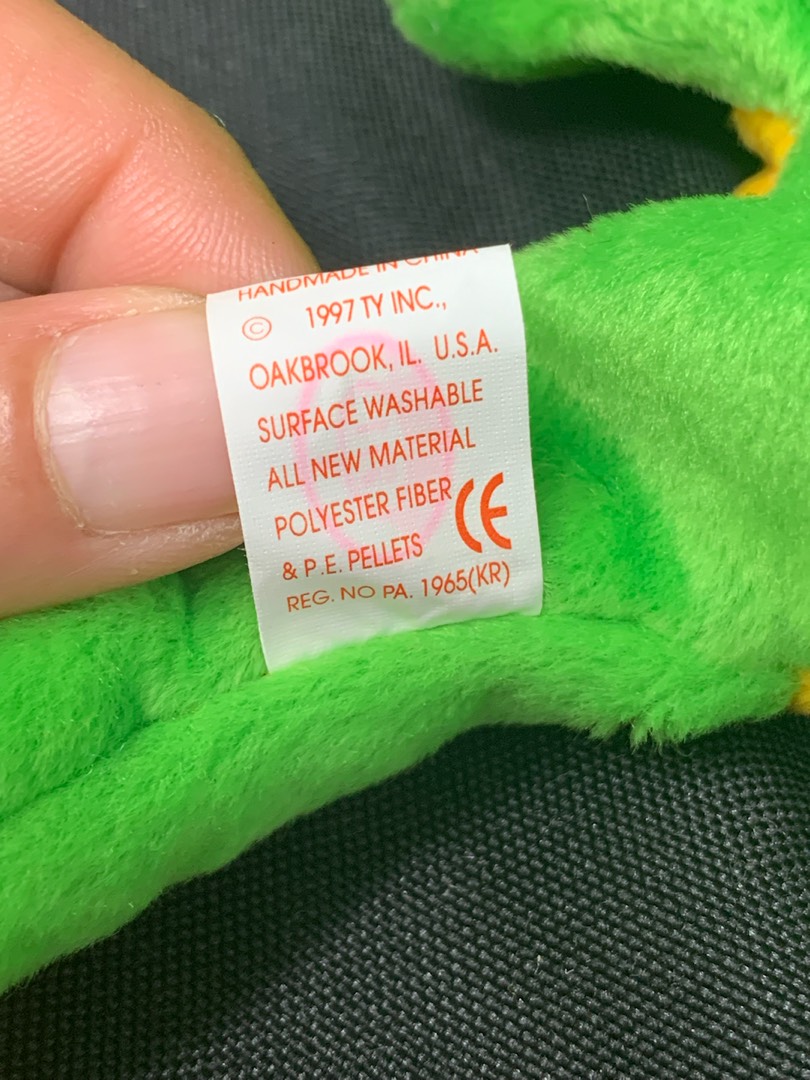 HANDMADE IN CHINA
© 1997 TY INC.,
OAKBROOK, IL. U.S.A.
SURFACE WASHABLE
ALL NEW MATERIAL
POLYESTER FIBER
& P.E. PELLETS CE
REG. NO PA. 1965(KR)